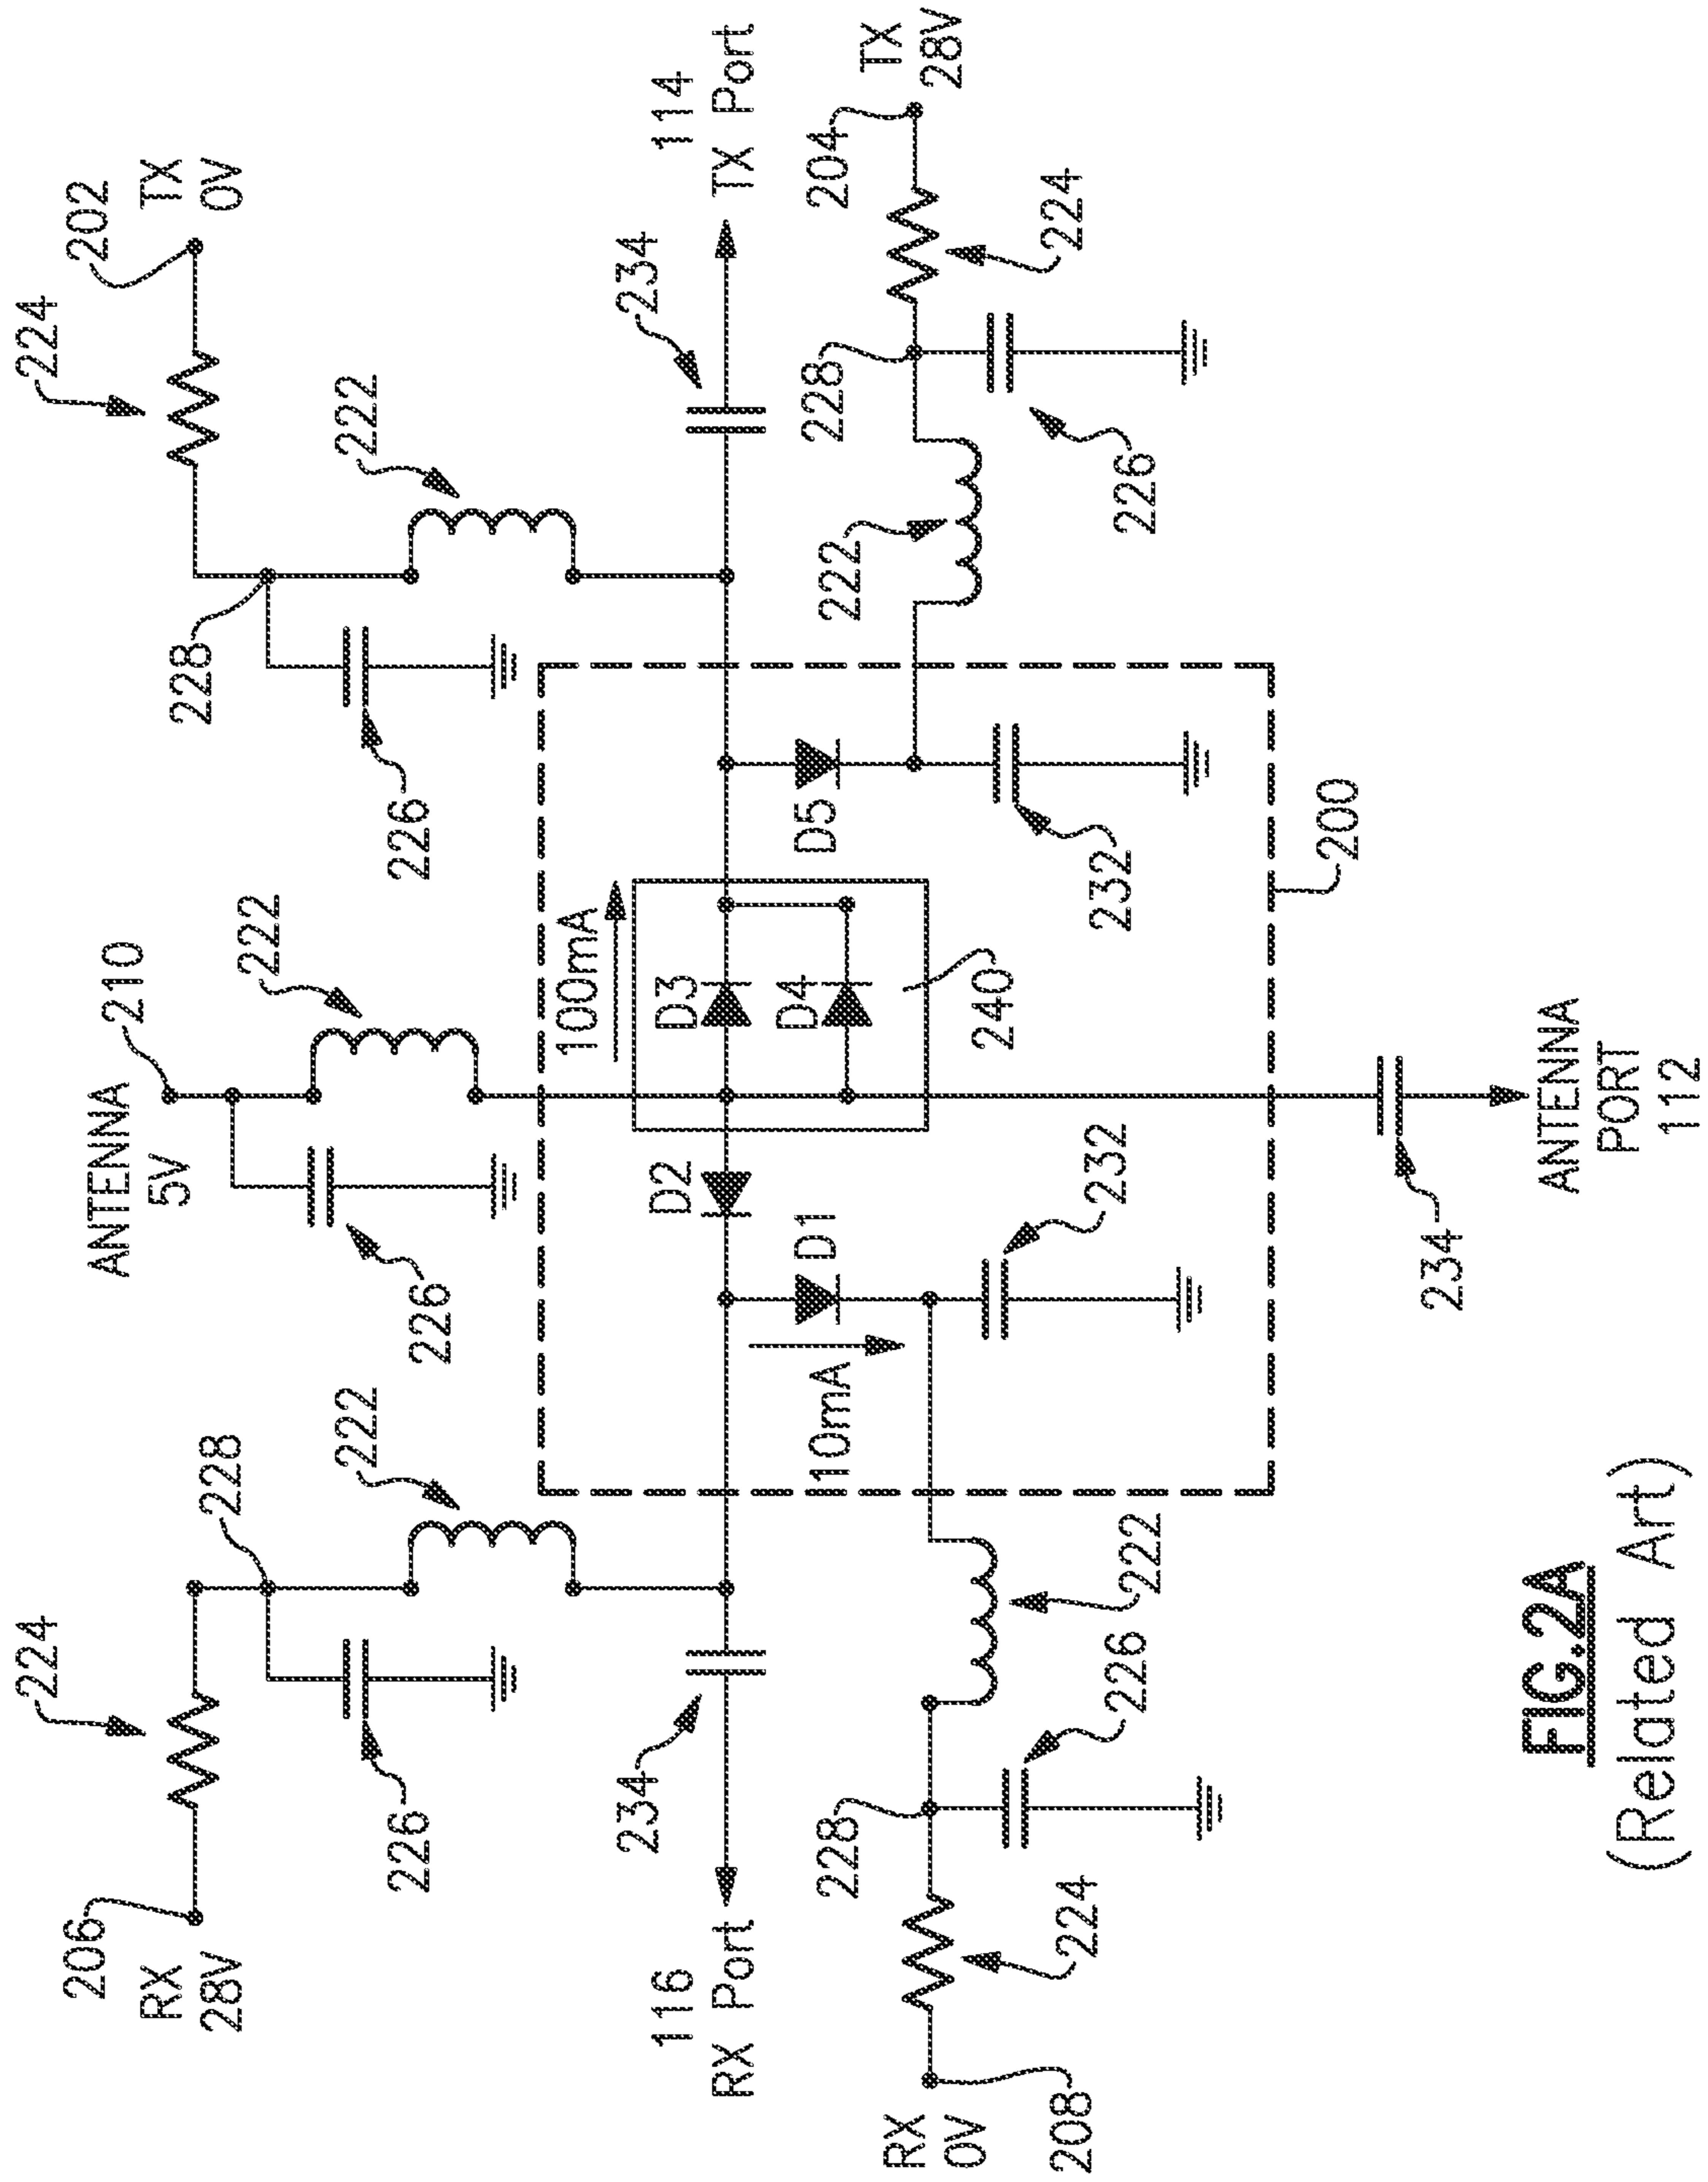 206
RX
28V
224
228
226
222
ANTENNA
5V
210
226
222
202
TX
0V
224
228
226
222
116
RX Port
234
D2
D3
D4
100mA
240
D1
10mA
232
D5
232
200
234
114
TX Port
RX
0V
208
224
228
226
222
222
228
226
224
204
TX
28V
234
ANTENNA
PORT
112
FIG.2A
(Related Art)